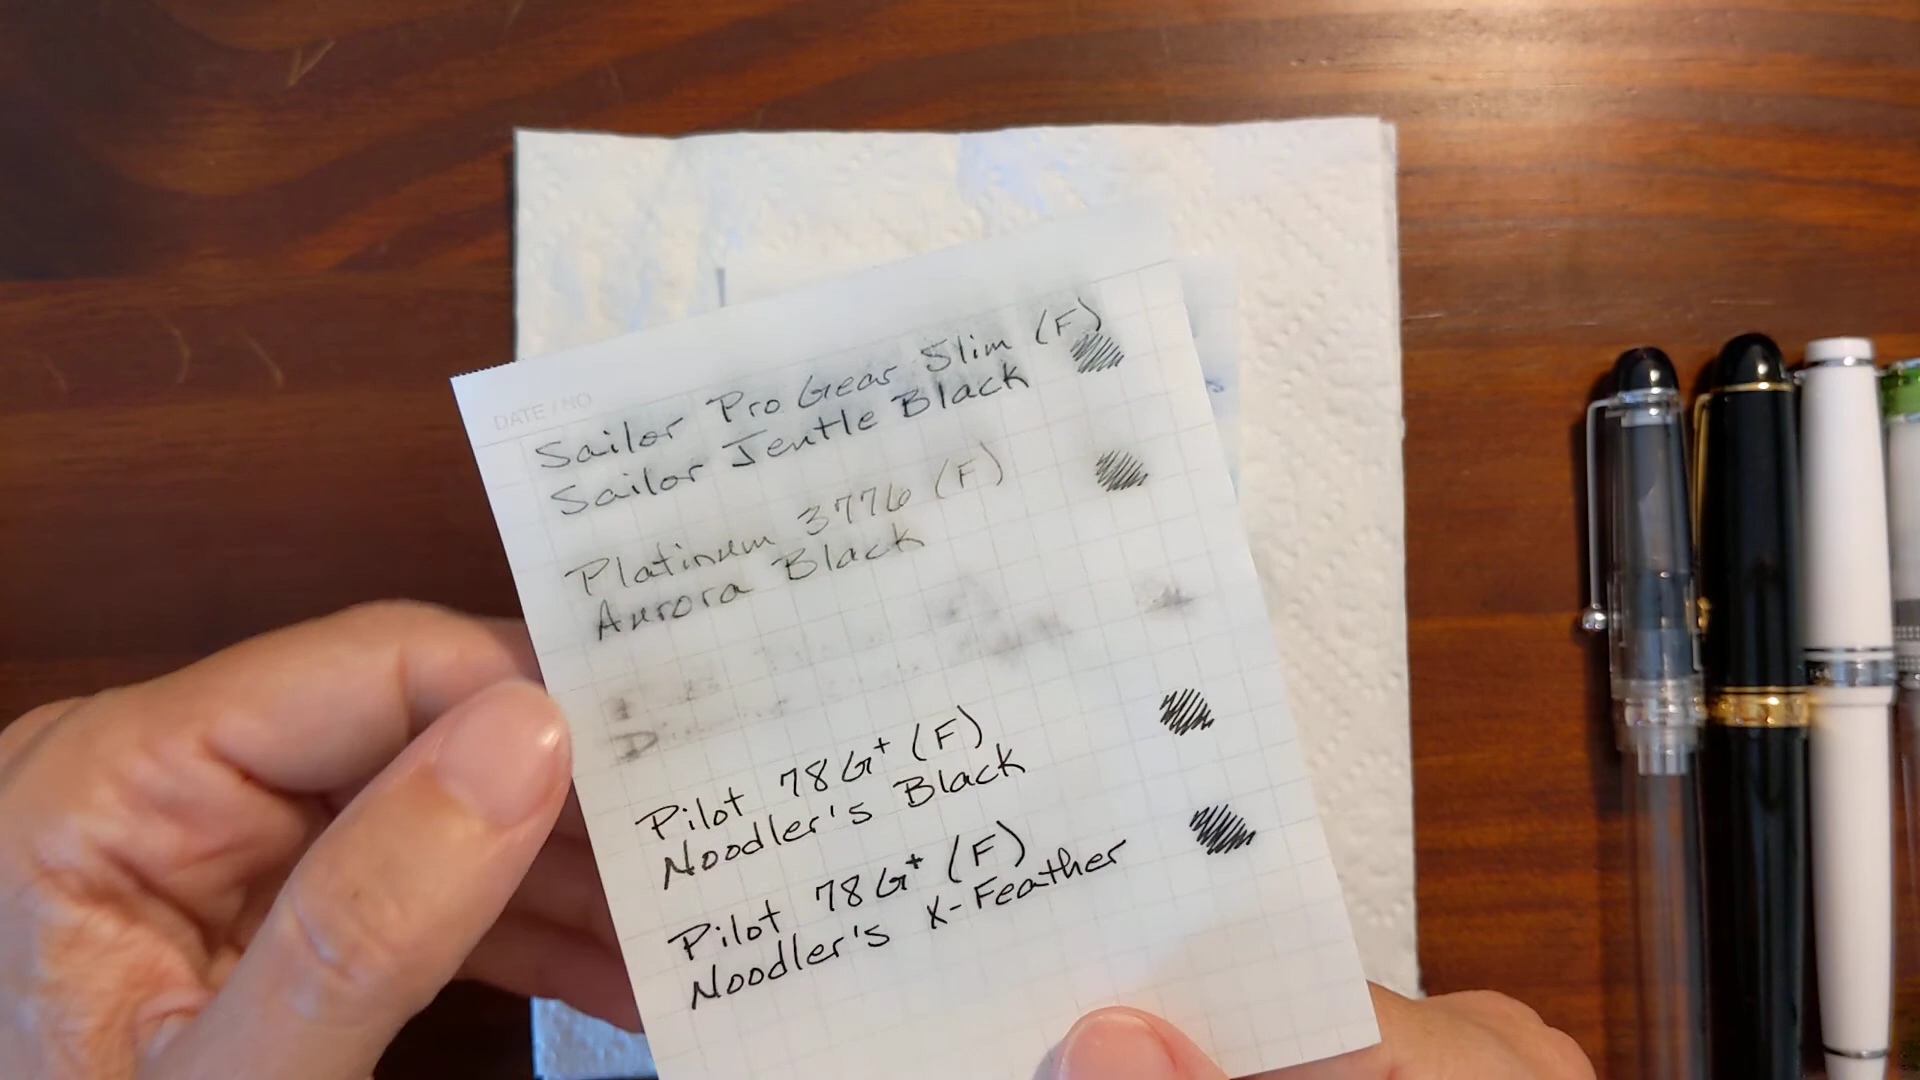 DATE / NO
Sailor Pro Gear Slim (F)
Sailor Jentle Black
Platinum 3776 (F)
Aurora Black
Pilot 78G+ (F)
Noodler's Black
Pilot 78G+ (F)
Noodler's X-Feather